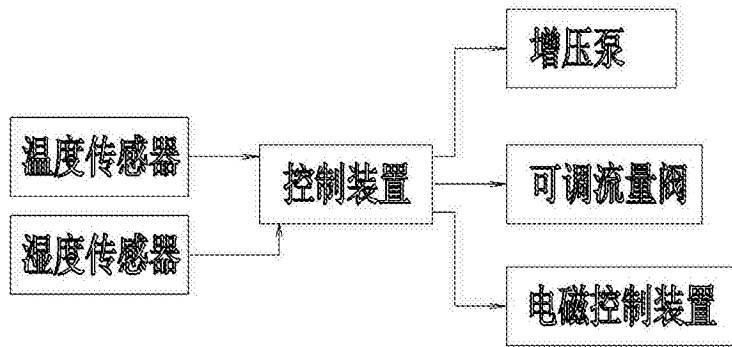 增压泵
温度传感器
控制装置
可调流量阀
湿度传感器
电磁控制装置